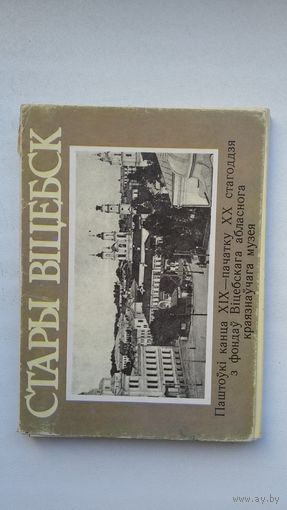 СТАРЫ ВІЦЕБСК
Паштоўкі канца XIX—пачатку XX стагоддзя
з фондаў Віцебскага абласнога
краязнаўчага музея
www.ay.by